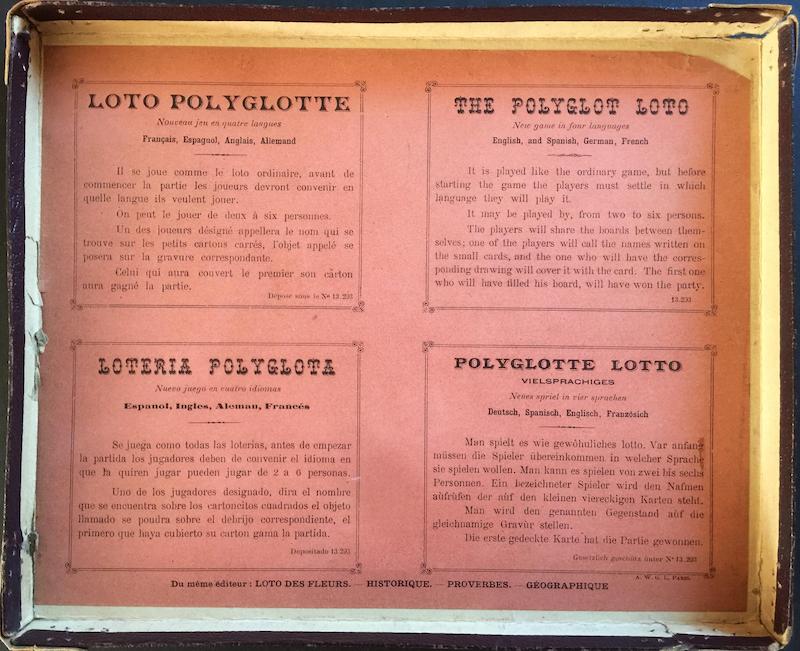 LOTO POLYGLOTTE
Nouveau jeu en quatre langues
Français, Espagnol, Anglais, Allemand
Il se joue comme le loto ordinaire, avant de
commencer la partie les joueurs devront convenir en
quelle langue ils veulent jouer.
On peut le jouer de deux à six personnes.
Un des joueurs désigné appellera le nom qui se
trouve sur les petits cartons carrés, l'objet appelé se
posera sur la gravure correspondante.
Celui qui aura couvert le premier son carton
aura gagné la partie.
Déposé sous le No 13.293
THE POLYGLOT LOTO
New game in four languages
English, and Spanish, German, French
It is played like the ordinary game, but before
starting the game the players must settle in which
language they will play it.
It may be played by, from two to six persons.
The players will share the boards between them-
selves; one of the players will call the names written on
the small cards, and the one who will have the corres-
ponding drawing will cover it with the card. The first one
who will have filled his board, will have won the party.
13.293
LOTERIA POLYGLOTA
Nuevo juego en cuatro idiomas
Espanol, Ingles, Aleman, Francés
Se juega como todas las loterias, antes de empezar
la partida los jugadores deben de convenir el idioma en
que la quiren jugar pueden jugar de 2 a 6 personas.
Uno de los jugadores designado, dira el nombre
que se encuentra sobre los cartoncitos cuadrados el objeto
llamado se poudra sobre el debrijo correspondiente, el
primero que haya cubierto su carton gama la partida.
Depositado 13.293
POLYGLOTTE LOTTO
VIELSPRACHIGES
Neues spriel in vier sprachen
Deutsch, Spanisch, Englisch, Französich
Man spielt es wie gewöhuliches lotto. Var anfang
müssen die Spieler übereinkommen in welcher Sprache
sie spielen wollen. Man kann es spielen von zwei bis sechs
Personnen. Ein bezeichneter Spieler wird den Nafmen
aüfrüfen der aüf den kleinen viereckigen Karten steht.
Man wird den genannten Gegenstand aüf die
gleichnamige Gravür stellen.
Die erste gedeckte Karte hat die Partie gewonnen.
Gesetzlich geschütz ünter No 13.293
A. W. G. L. PARIS.
Du même éditeur : LOTO DES FLEURS. — HISTORIQUE. — PROVERBES. — GÉOGRAPHIQUE